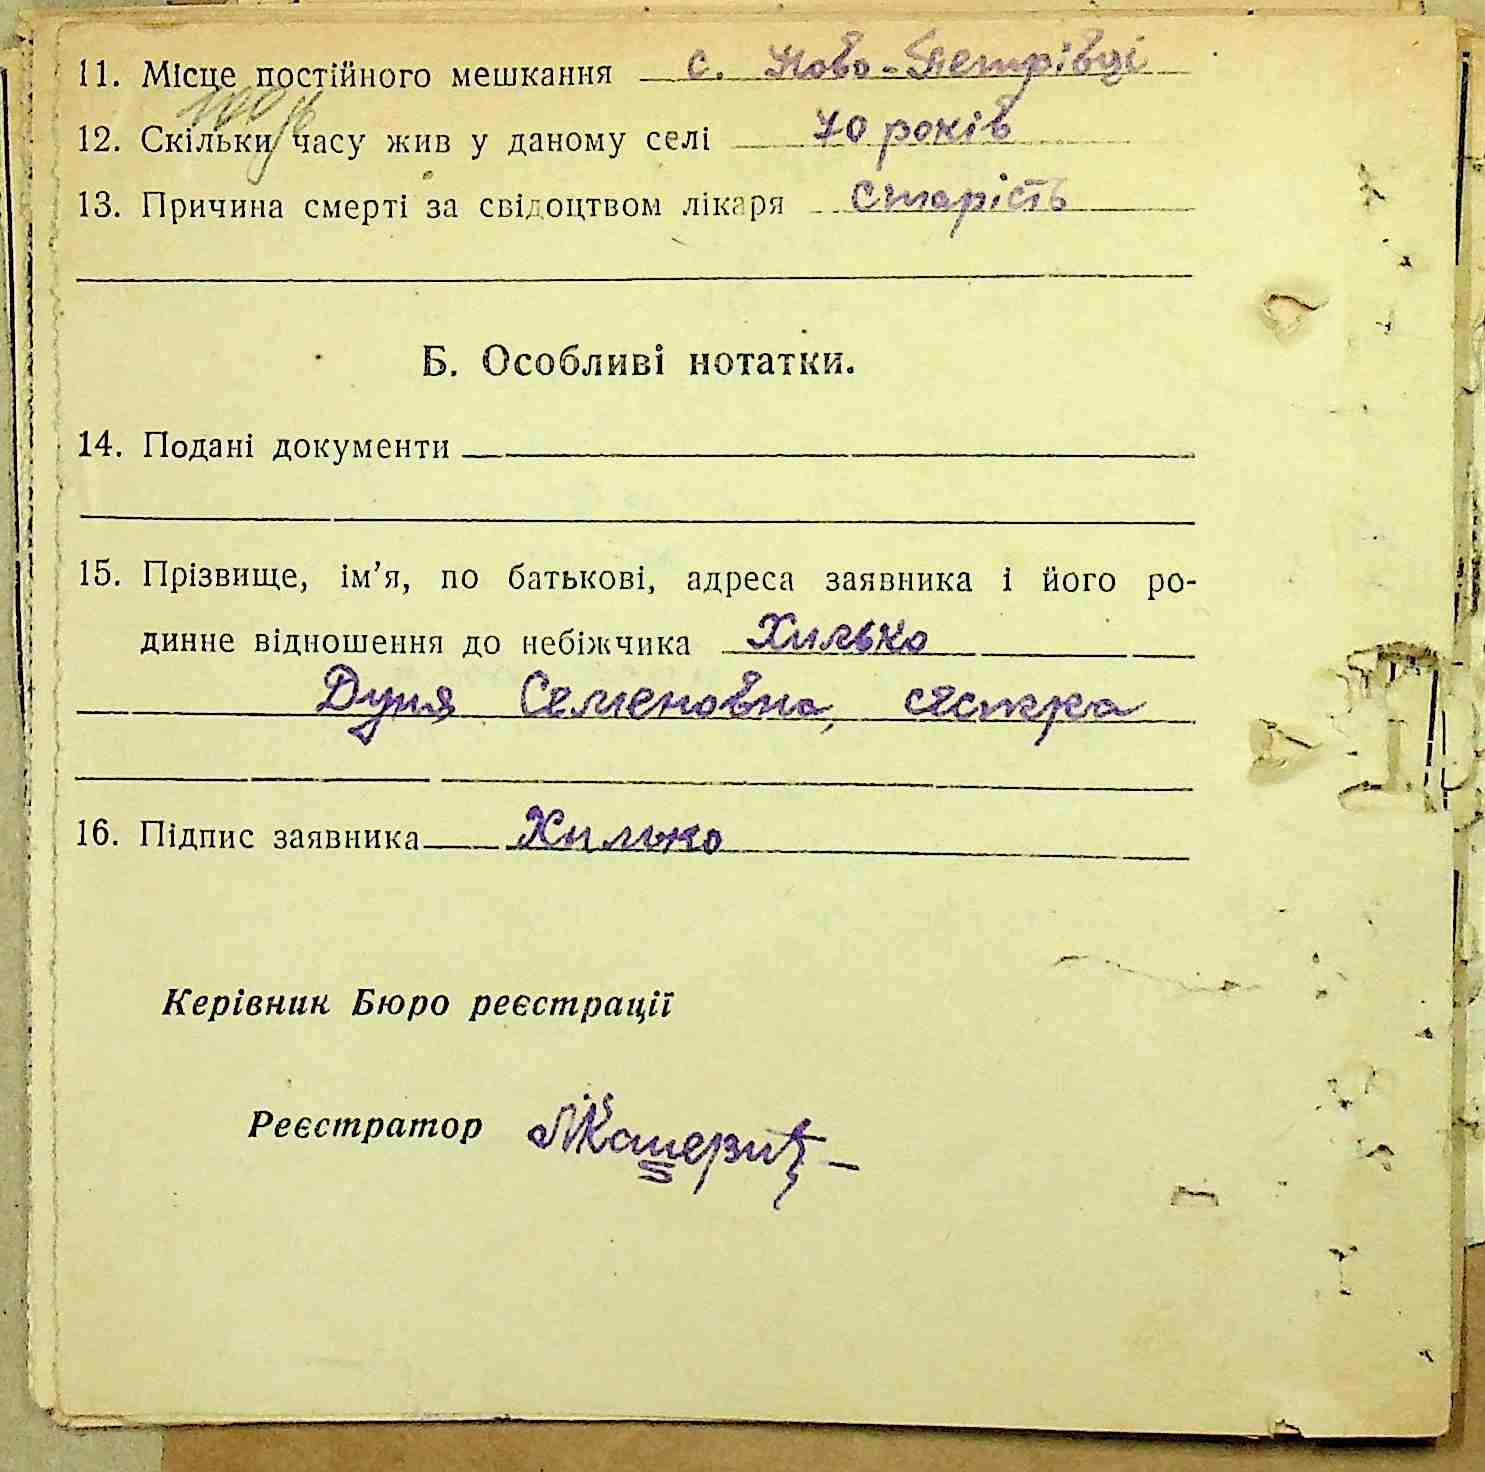 11. Місце постійного мешкання с. Ново-Петрівці
12. Скільки часу жив у даному селі 70 років
13. Причина смерті за свідоцтвом лікаря старість
Б. Особливі нотатки.
14. Подані документи
15. Прізвище, ім’я, по батькові, адреса заявника і його ро-
динне відношення до небіжчика Хилько
Дуня Семеновна, сестка
16. Підпис заявника Хилько
Керівник Бюро реєстрації
Реєстратор